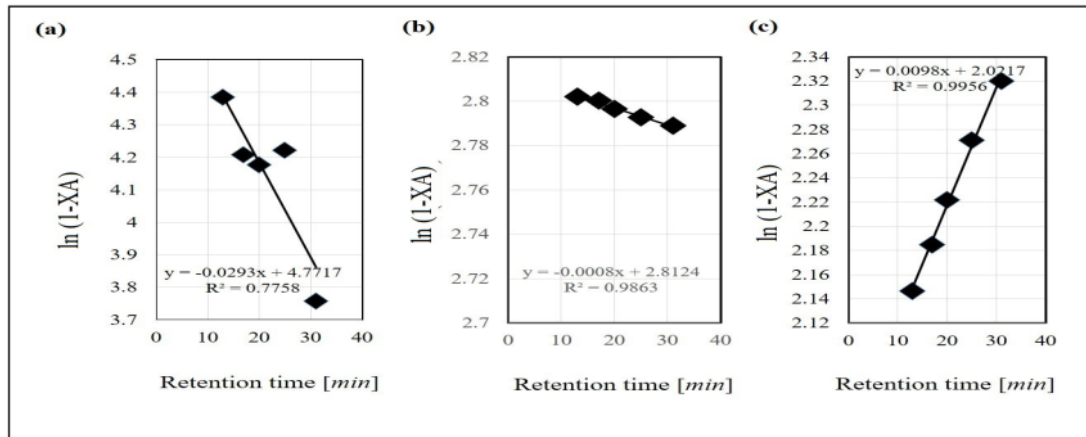 (a)
4.5
4.4
4.3
4.2
4.1
4
3.9
3.8
3.7
ln (1-XA)
y = -0.0293x + 4.7717
R² = 0.7758
0 10 20 30 40
Retention time [min]
(b)
2.82
2.8
2.78
2.76
2.74
2.72
2.7
ln (1-XA)
y = -0.0008x + 2.8124
R² = 0.9863
0 10 20 30 40
Retention time [min]
(c)
2.34
2.32
2.3
2.28
2.26
2.24
2.22
2.2
2.18
2.16
2.14
2.12
ln (1-XA)
y = 0.0098x + 2.0217
R² = 0.9956
0 10 20 30 40
Retention time [min]